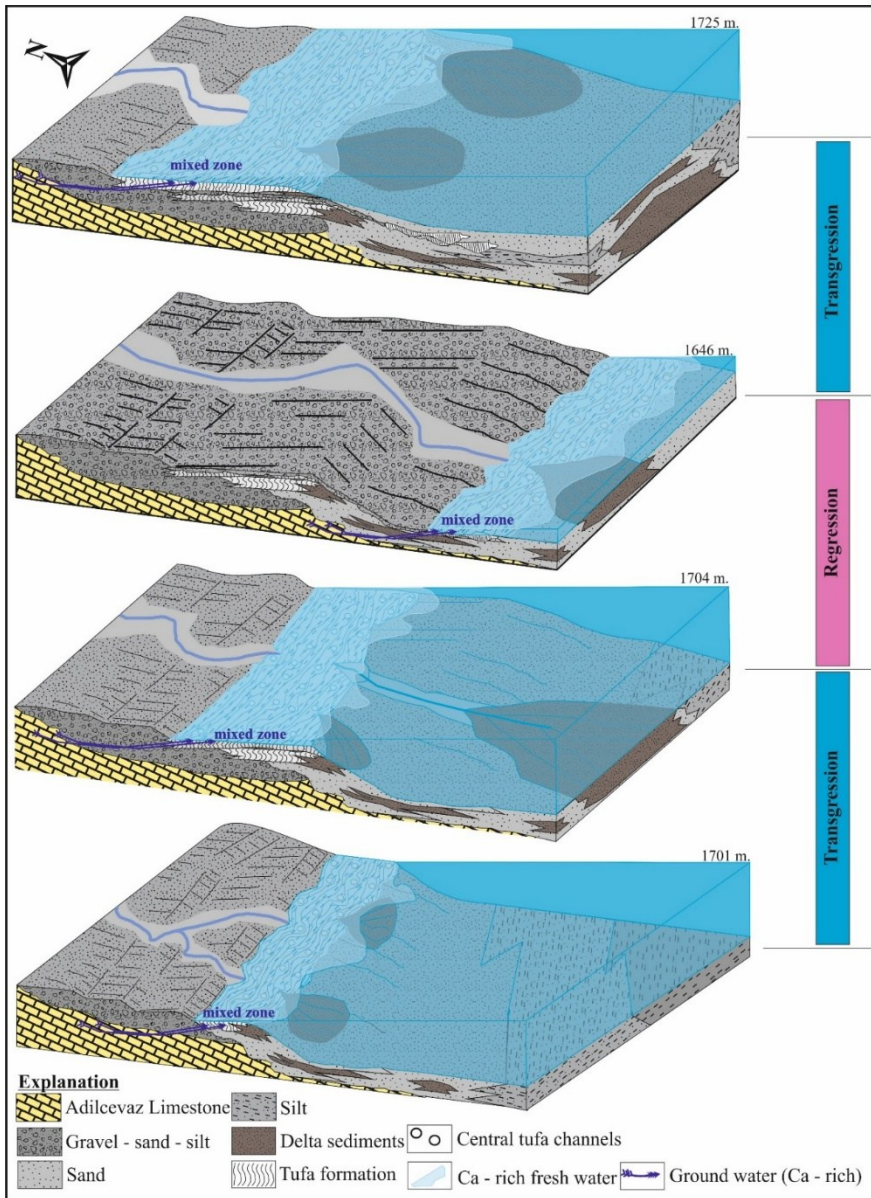 1725 m.
N
mixed zone
Transgression
1646 m.
mixed zone
Regression
1704 m.
mixed zone
Transgression
1701 m.
mixed zone
Explanation
Adilcevaz Limestone
Silt
Gravel - sand - silt
Delta sediments
Central tufa channels
Sand
Tufa formation
Ca - rich fresh water
Ground water (Ca - rich)